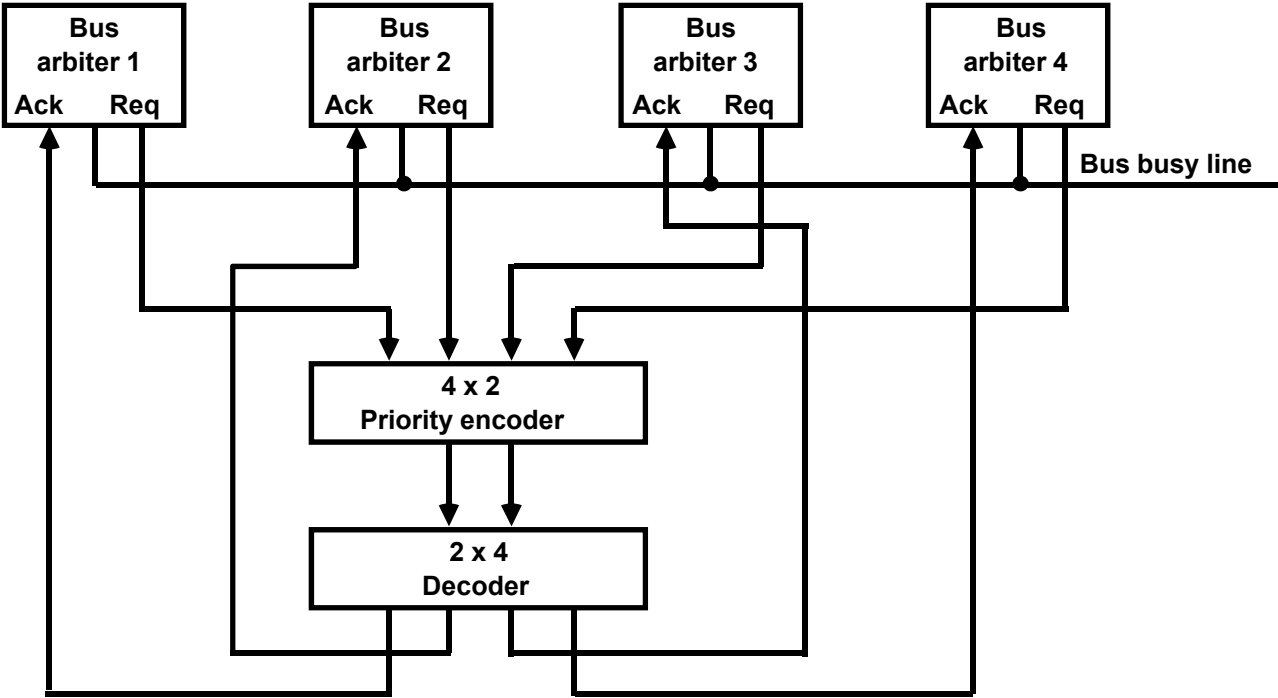 Bus
arbiter 1
Ack Req
Bus
arbiter 2
Ack Req
Bus
arbiter 3
Ack Req
Bus
arbiter 4
Ack Req
Bus busy line
4 x 2
Priority encoder
2 x 4
Decoder